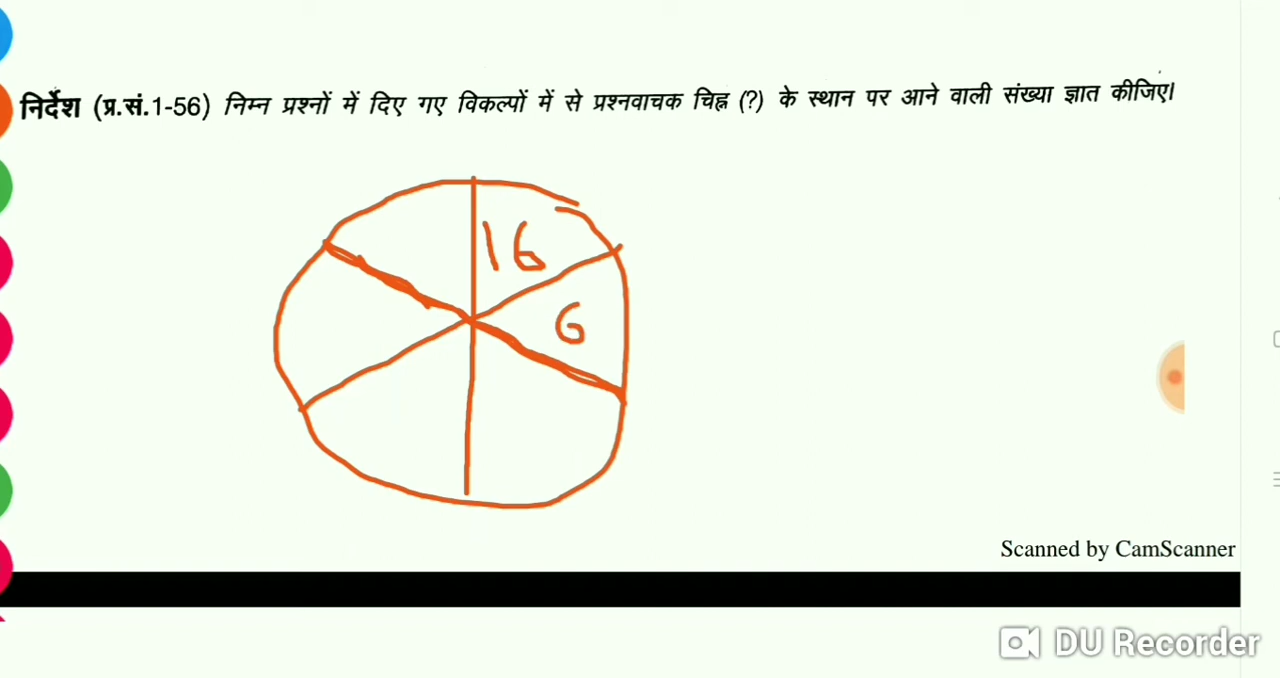 निर्देश (प्र.सं.1-56) निम्न प्रश्नों में दिए गए विकल्पों में से प्रश्नवाचक चिह्न (?) के स्थान पर आने वाली संख्या ज्ञात कीजिए।
16
6
Scanned by CamScanner
DU Recorder